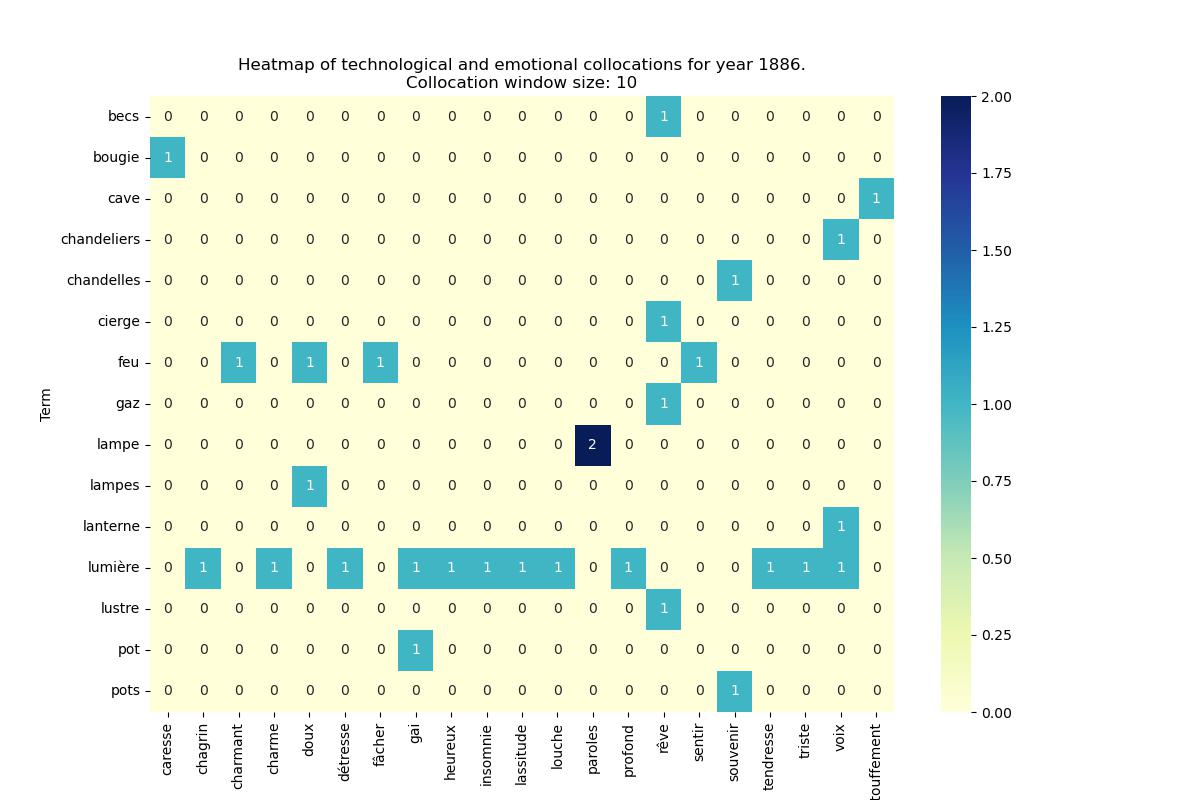 Heatmap of technological and emotional collocations for year 1886.
Collocation window size: 10
Term
becs 0 0 0 0 0 0 0 0 0 0 0 0 0 0 1 0 0 0 0 0 0
bougie 1 0 0 0 0 0 0 0 0 0 0 0 0 0 0 0 0 0 0 0 0
cave 0 0 0 0 0 0 0 0 0 0 0 0 0 0 0 0 0 0 0 0 1
chandeliers 0 0 0 0 0 0 0 0 0 0 0 0 0 0 0 0 0 0 0 1 0
chandelles 0 0 0 0 0 0 0 0 0 0 0 0 0 0 0 0 1 0 0 0 0
cierge 0 0 0 0 0 0 0 0 0 0 0 0 0 0 1 0 0 0 0 0 0
feu 0 0 1 0 1 0 1 0 0 0 0 0 0 0 0 1 0 0 0 0 0
gaz 0 0 0 0 0 0 0 0 0 0 0 0 0 0 1 0 0 0 0 0 0
lampe 0 0 0 0 0 0 0 0 0 0 0 0 2 0 0 0 0 0 0 0 0
lampes 0 0 0 0 1 0 0 0 0 0 0 0 0 0 0 0 0 0 0 0 0
lanterne 0 0 0 0 0 0 0 0 0 0 0 0 0 0 0 0 0 0 0 1 0
lumière 0 1 0 1 0 1 0 1 1 1 1 1 0 1 0 0 0 1 1 1 0
lustre 0 0 0 0 0 0 0 0 0 0 0 0 0 0 1 0 0 0 0 0 0
pot 0 0 0 0 0 0 0 1 0 0 0 0 0 0 0 0 0 0 0 0 0
pots 0 0 0 0 0 0 0 0 0 0 0 0 0 0 0 0 1 0 0 0 0
caresse
chagrin
charmant
charme
doux
détresse
fâcher
gai
heureux
insomnie
lassitude
louche
paroles
profond
rêve
sentir
souvenir
tendresse
triste
voix
touffement
2.00
1.75
1.50
1.25
1.00
0.75
0.50
0.25
0.00